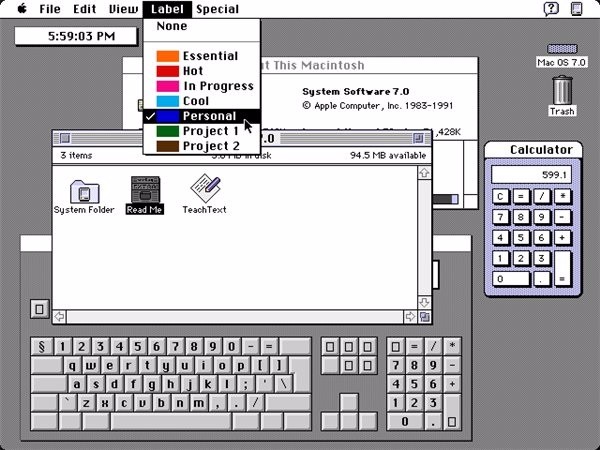 File Edit View Label Special
5:59:03 PM
None
Essential
Hot
In Progress
Cool
Personal
Project 1
Project 2
ut This Macintosh
System Software 7.0
© Apple Computer, Inc. 1983-1991
Mac OS 7.0
Trash
,428K
.0
3 items
in disk
94.5 MB available
System Folder
Read Me
TeachText
Calculator
599.1
C = / *
7 8 9 -
4 5 6 +
1 2 3
0 . =
§ 1 2 3 4 5 6 7 8 9 0 - =
q w e r t y u i o p [ ]
a s d f g h j k l ; ' \
` z x c v b n m , . /
= / *
7 8 9 -
4 5 6 +
1 2 3
0 .